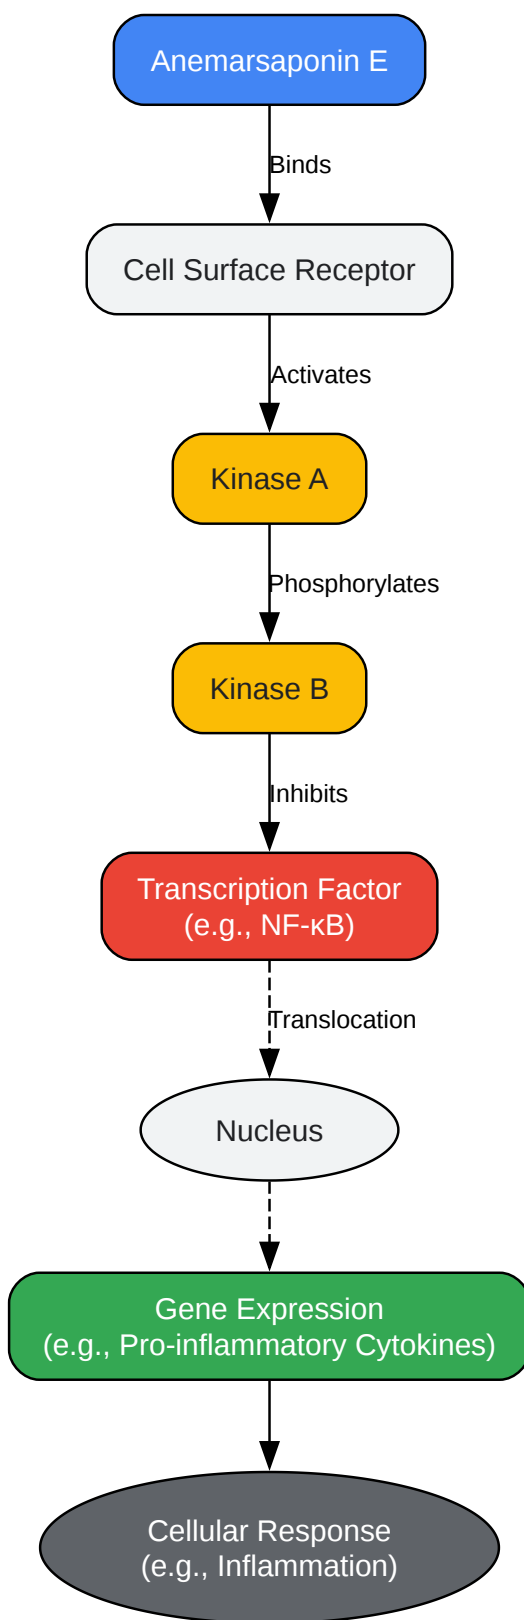 Anemarsaponin E
Binds
Cell Surface Receptor
Activates
Kinase A
Phosphorylates
Kinase B
Inhibits
Transcription Factor
(e.g., NF-κB)
Translocation
Nucleus
Gene Expression
(e.g., Pro-inflammatory Cytokines)
Cellular Response
(e.g., Inflammation)